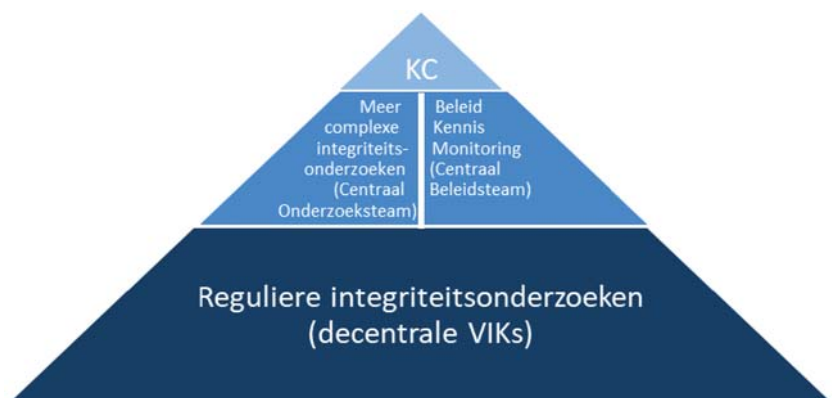 KC
Meer
complexe
integriteits-
onderzoeken
(Centraal
Onderzoeksteam)
Beleid
Kennis
Monitoring
(Centraal
Beleidsteam)
Reguliere integriteitsonderzoeken
(decentrale VIKs)